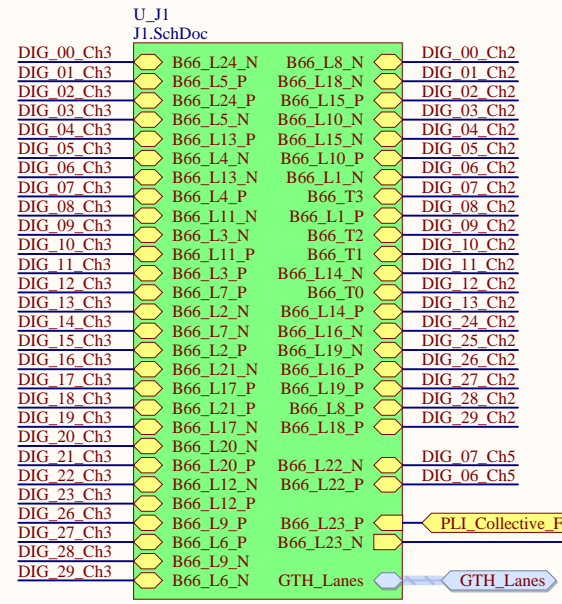 U_J1
J1.SchDoc
DIG_00_Ch3 B66_L24_N B66_L8_N DIG_00_Ch2
DIG_01_Ch3 B66_L5_P B66_L18_N DIG_01_Ch2
DIG_02_Ch3 B66_L24_P B66_L15_P DIG_02_Ch2
DIG_03_Ch3 B66_L5_N B66_L10_N DIG_03_Ch2
DIG_04_Ch3 B66_L13_P B66_L15_N DIG_04_Ch2
DIG_05_Ch3 B66_L4_N B66_L10_P DIG_05_Ch2
DIG_06_Ch3 B66_L13_N B66_L1_N DIG_06_Ch2
DIG_07_Ch3 B66_L4_P B66_T3 DIG_07_Ch2
DIG_08_Ch3 B66_L11_N B66_L1_P DIG_08_Ch2
DIG_09_Ch3 B66_L3_N B66_T2 DIG_09_Ch2
DIG_10_Ch3 B66_L11_P B66_T1 DIG_10_Ch2
DIG_11_Ch3 B66_L3_P B66_L14_N DIG_11_Ch2
DIG_12_Ch3 B66_L7_P B66_T0 DIG_12_Ch2
DIG_13_Ch3 B66_L2_N B66_L14_P DIG_13_Ch2
DIG_14_Ch3 B66_L7_N B66_L16_N DIG_24_Ch2
DIG_15_Ch3 B66_L2_P B66_L19_N DIG_25_Ch2
DIG_16_Ch3 B66_L21_N B66_L16_P DIG_26_Ch2
DIG_17_Ch3 B66_L17_P B66_L19_P DIG_27_Ch2
DIG_18_Ch3 B66_L21_P B66_L8_P DIG_28_Ch2
DIG_19_Ch3 B66_L17_N B66_L18_P DIG_29_Ch2
DIG_20_Ch3 B66_L20_N
DIG_21_Ch3 B66_L20_P B66_L22_N DIG_07_Ch5
DIG_22_Ch3 B66_L12_N B66_L22_P DIG_06_Ch5
DIG_23_Ch3 B66_L12_P
DIG_26_Ch3 B66_L9_P B66_L23_P PLI_Collective_F
DIG_27_Ch3 B66_L6_P B66_L23_N
DIG_28_Ch3 B66_L9_N
DIG_29_Ch3 B66_L6_N GTH_Lanes GTH_Lanes